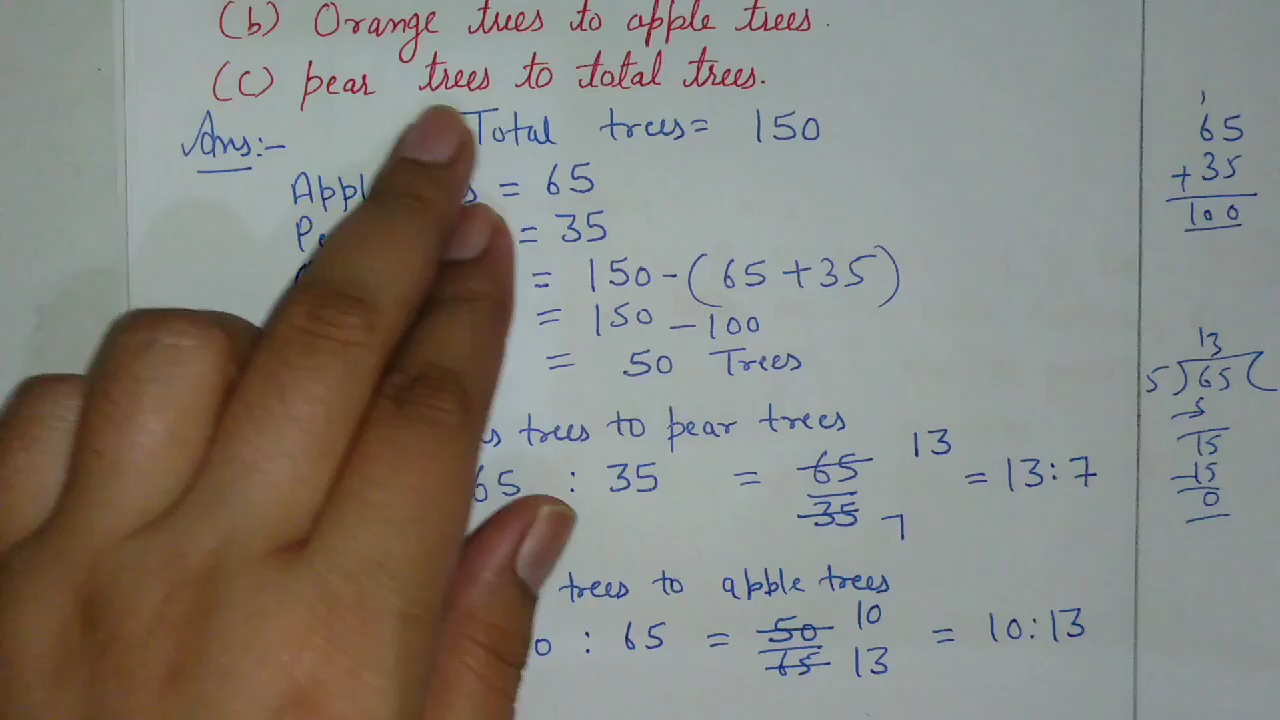 (b) Orange trees to apple trees.
(c) pear trees to total trees.
Ans:- Total trees = 150
= 65
= 35
= 150 - (65 + 35)
= 150 - 100
= 50 Trees
trees to pear trees
65 : 35 = 65/35 13 7 = 13:7
trees to apple trees
0 : 65 = 50/65 10 13 = 10:13
1
65
+35
100
13
5)65(
5
15
-15
0